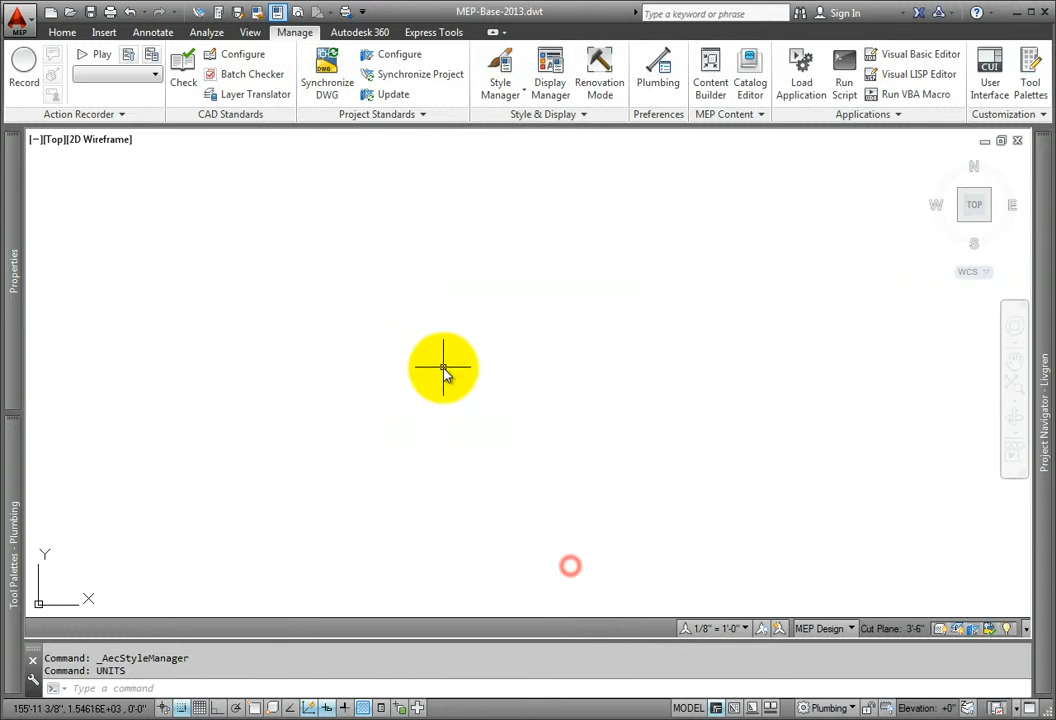 MEP-Base-2013.dwt
Type a keyword or phrase
Sign In
MEP
Home Insert Annotate Analyze View Manage Autodesk 360 Express Tools
Record
Play
Action Recorder
Check
Configure
Batch Checker
Layer Translator
CAD Standards
Synchronize
DWG
DWG
Configure
Synchronize Project
Update
Project Standards
Style
Manager
Display
Manager
Renovation
Mode
Style & Display
Plumbing
Preferences
Content
Builder
Catalog
Editor
MEP Content
Load
Application
Run
Script
Visual Basic Editor
Visual LISP Editor
Run VBA Macro
Applications
CUI
User
Interface
Tool
Palettes
Customization
[−][Top][2D Wireframe]
N
W TOP E
S
WCS
Properties
Tool Palettes - Plumbing
Project Navigator - Livgren
Y
X
1/8" = 1'-0" MEP Design Cut Plane: 3'-6"
Command: _AecStyleManager
Command: UNITS
Type a command
155'-11 3/8", 1.54616E+03 , 0'-0" MODEL Plumbing Elevation: +0"